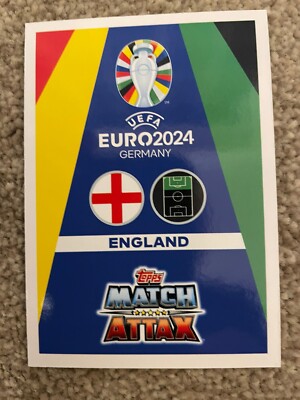 UEFA
EURO2024
GERMANY
ENGLAND
Topps
MATCH
ATTAX